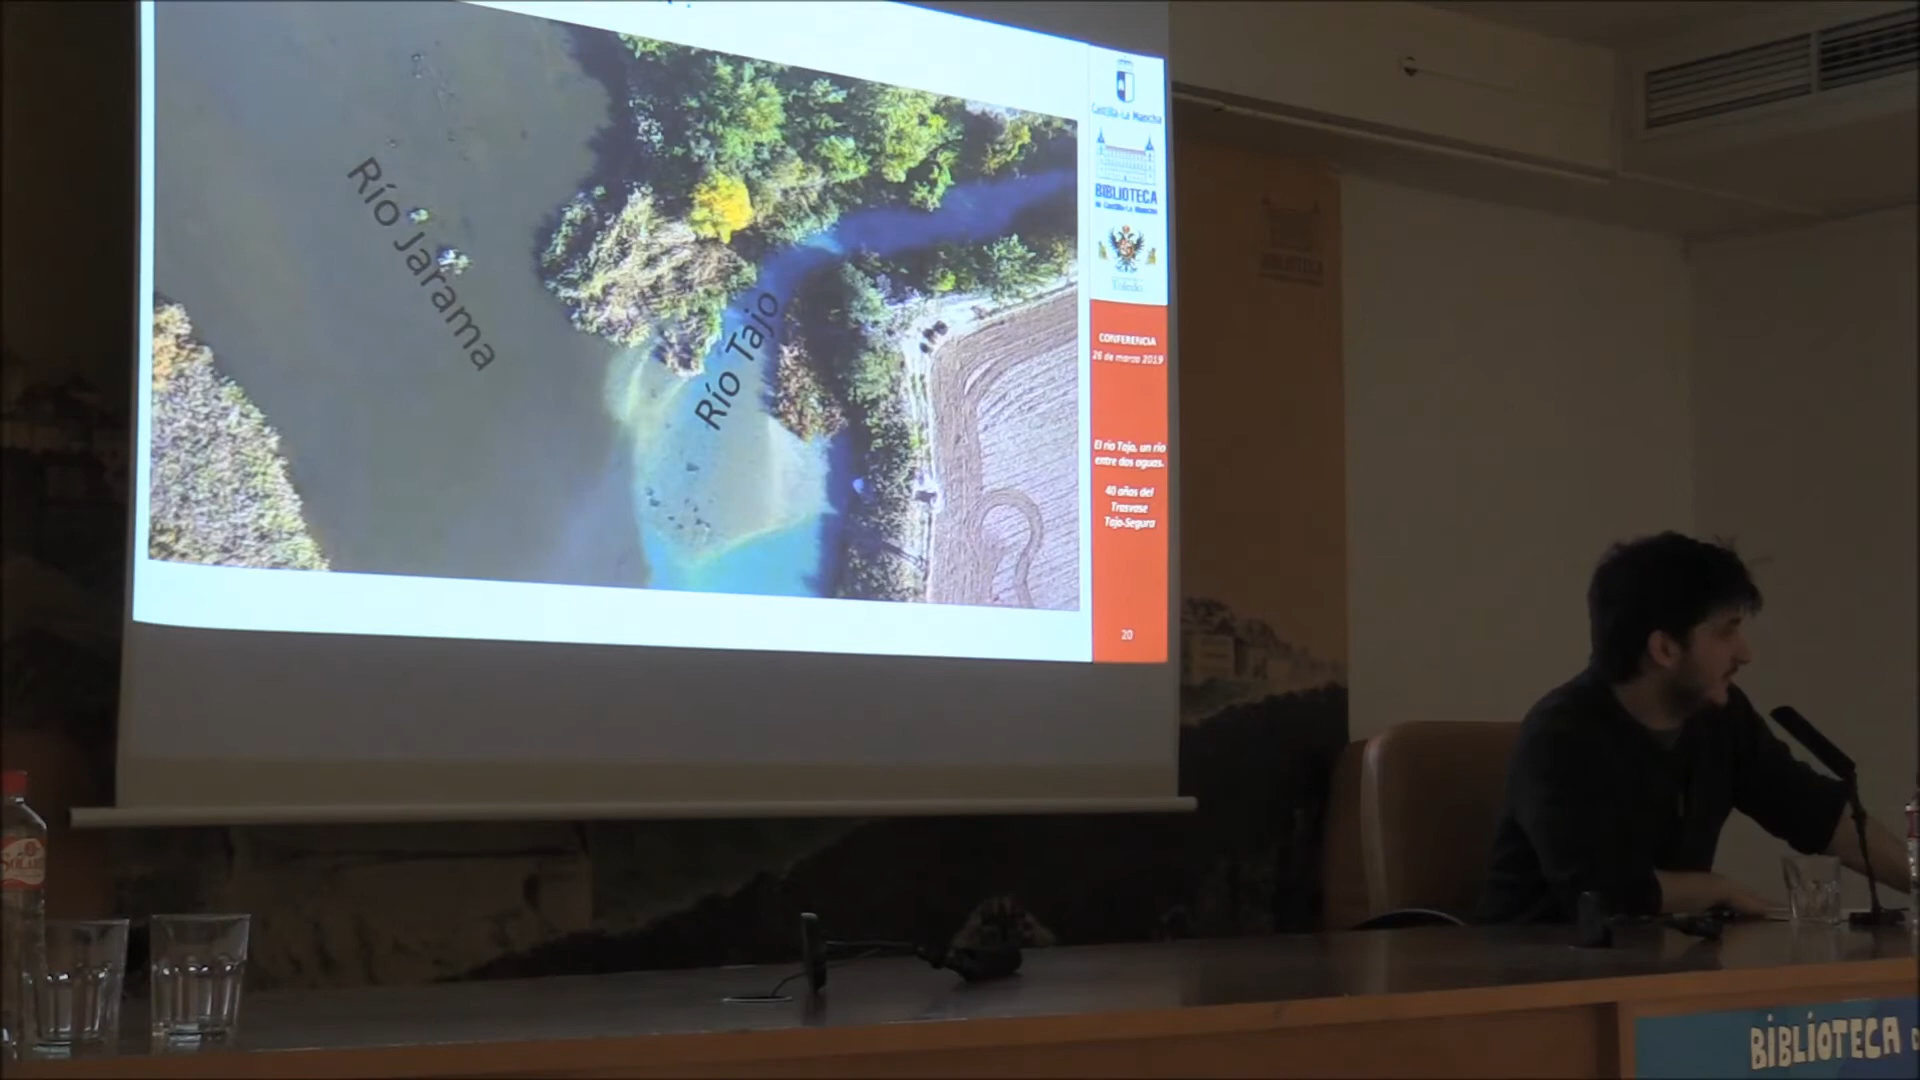 Río Jarama
Río Tajo
Castilla-La Mancha
BIBLIOTECA
de Castilla-La Mancha
Toledo
CONFERENCIA
26 de marzo 2019
El río Tajo, un río
entre dos aguas.
40 años del
Trasvase
Tajo-Segura
20
BIBLIOTECA